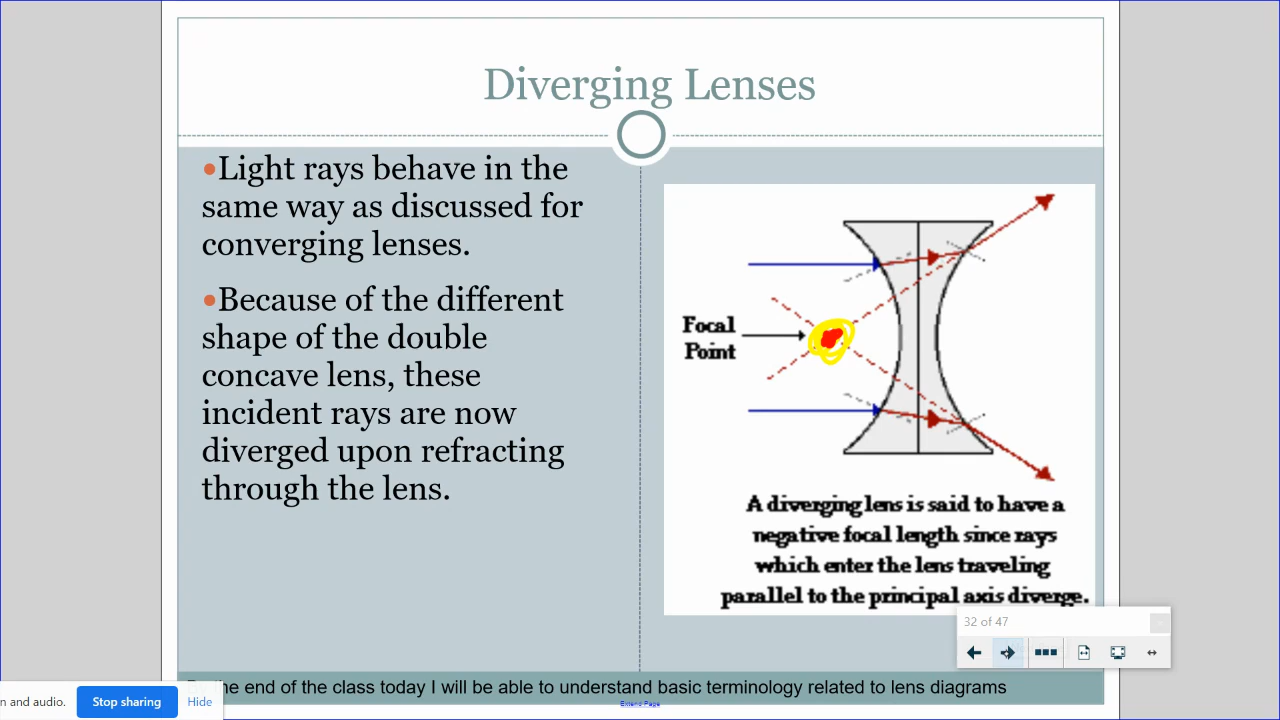 Diverging Lenses
•Light rays behave in the
same way as discussed for
converging lenses.
•Because of the different
shape of the double
concave lens, these
incident rays are now
diverged upon refracting
through the lens.
Focal
Point
A diverging lens is said to have a
negative focal length since rays
which enter the lens traveling
parallel to the principal axis diverge.
32 of 47
the end of the class today I will be able to understand basic terminology related to lens diagrams
n and audio.
Stop sharing
Hide
Extend Page